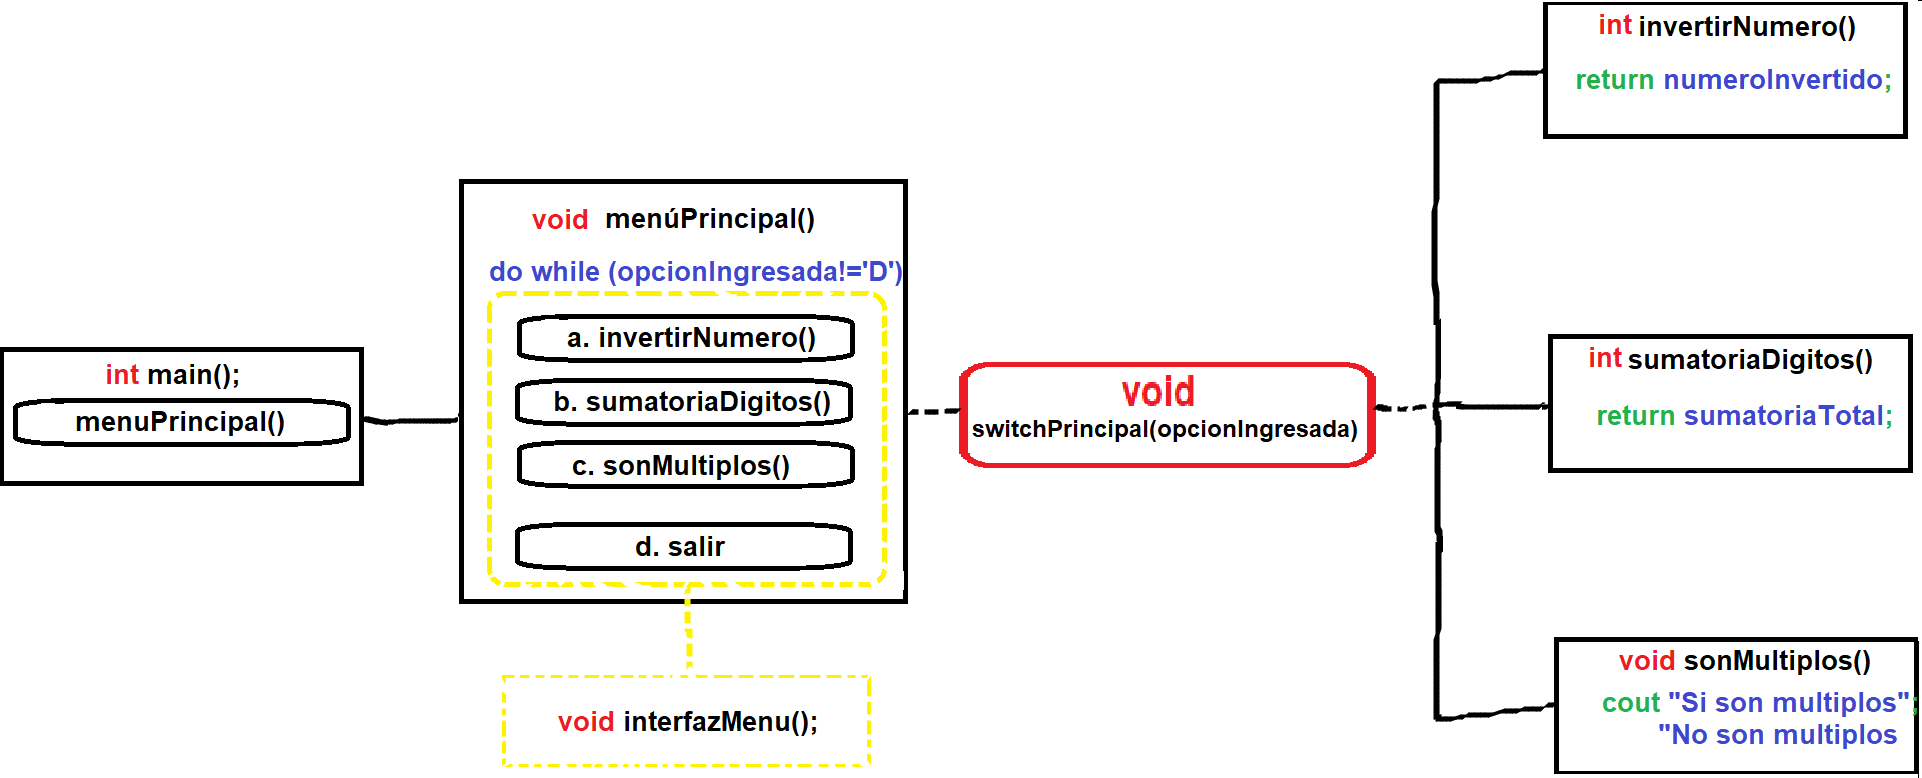 int main();
menuPrincipal()
void menúPrincipal()
do while (opcionIngresada!='D')
a. invertirNumero()
b. sumatoriaDigitos()
c. sonMultiplos()
d. salir
void interfazMenu();
void
switchPrincipal(opcionIngresada)
int invertirNumero()
return numeroInvertido;
int sumatoriaDigitos()
return sumatoriaTotal;
void sonMultiplos()
cout "Si son multiplos";
"No son multiplos